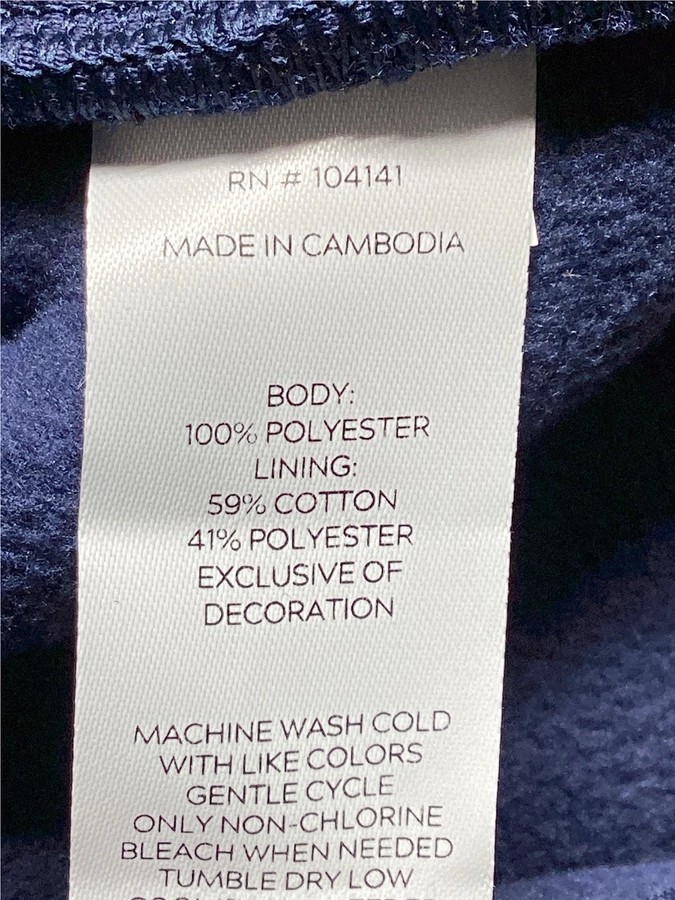 RN # 104141
MADE IN CAMBODIA
BODY:
100% POLYESTER
LINING:
59% COTTON
41% POLYESTER
EXCLUSIVE OF
DECORATION
MACHINE WASH COLD
WITH LIKE COLORS
GENTLE CYCLE
ONLY NON-CHLORINE
BLEACH WHEN NEEDED
TUMBLE DRY LOW